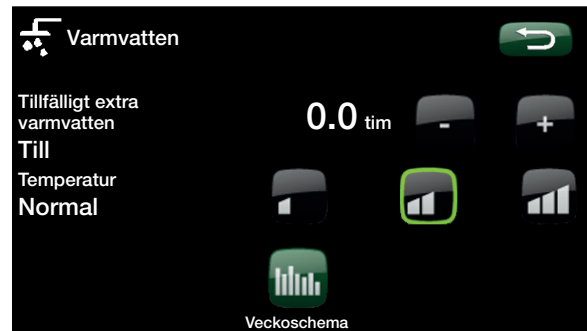 Varmvatten
Tillfälligt extra
varmvatten
0.0 tim
-
+
Till
Temperatur
Normal
Veckoschema